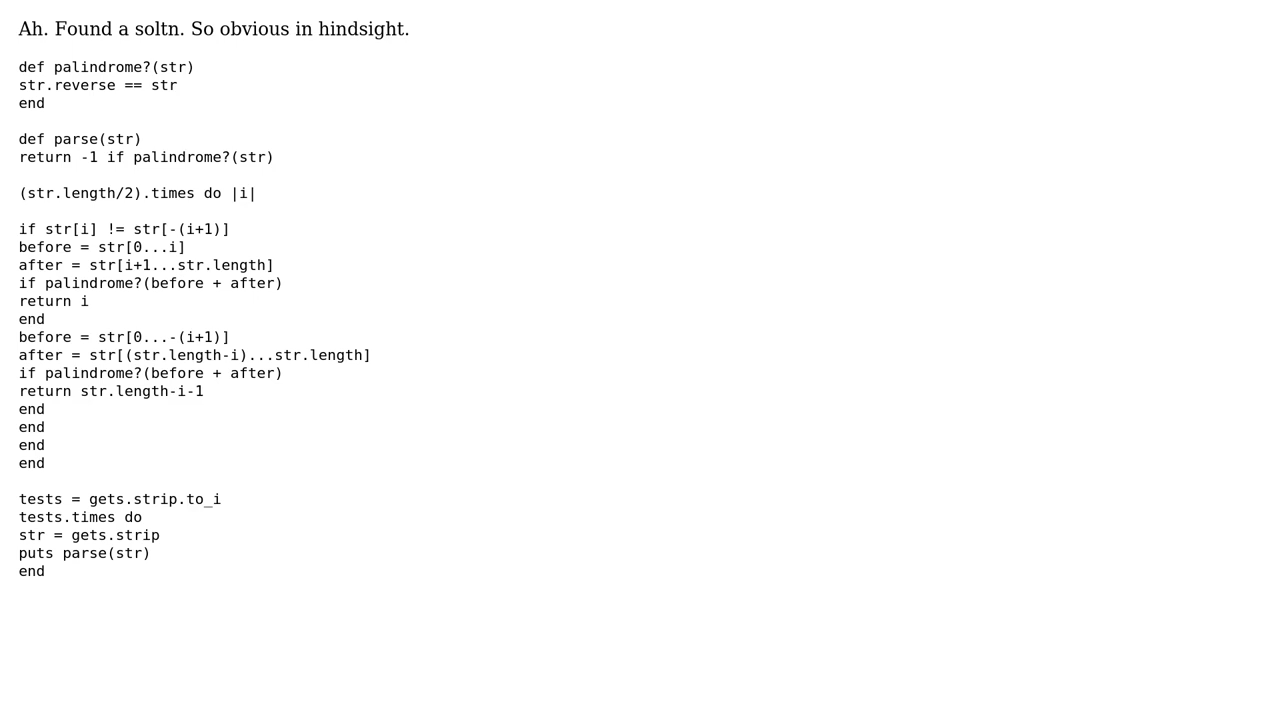 Ah. Found a soltn. So obvious in hindsight.
def palindrome?(str)
str.reverse == str
end
def parse(str)
return -1 if palindrome?(str)
(str.length/2).times do |i|
if str[i] != str[-(i+1)]
before = str[0...i]
after = str[i+1...str.length]
if palindrome?(before + after)
return i
end
before = str[0...-(i+1)]
after = str[(str.length-i)...str.length]
if palindrome?(before + after)
return str.length-i-1
end
end
end
end
tests = gets.strip.to_i
tests.times do
str = gets.strip
puts parse(str)
end